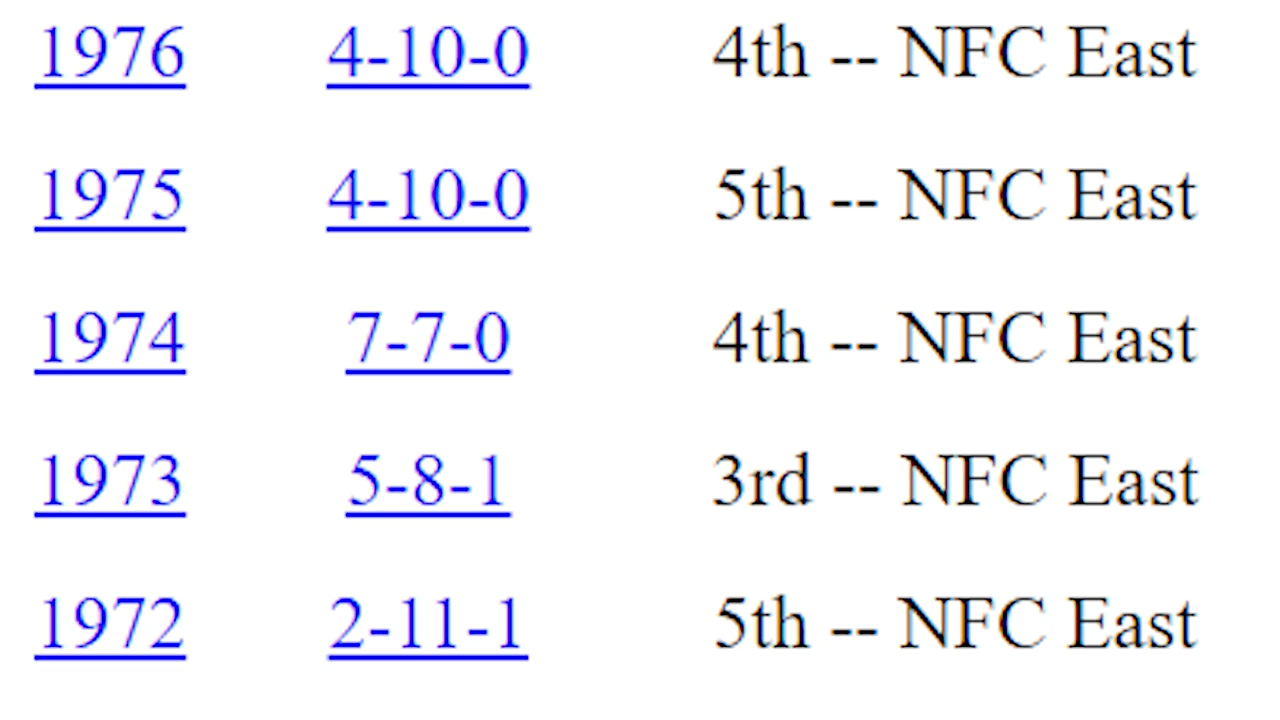 1976 4-10-0 4th -- NFC East
1975 4-10-0 5th -- NFC East
1974 7-7-0 4th -- NFC East
1973 5-8-1 3rd -- NFC East
1972 2-11-1 5th -- NFC East